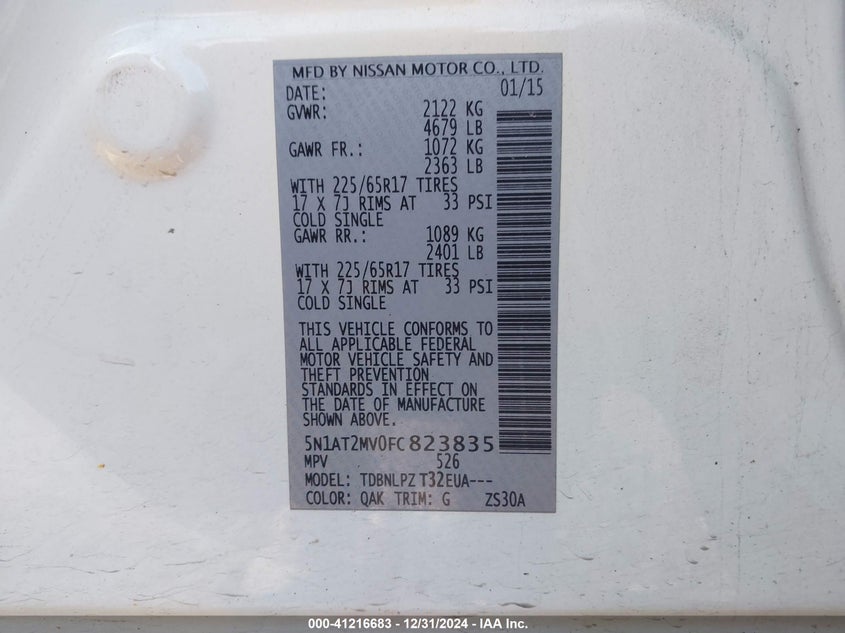 MFD BY NISSAN MOTOR CO., LTD.
DATE: 01/15
GVWR: 2122 KG
4679 LB
GAWR FR.: 1072 KG
2363 LB
WITH 225/65R17 TIRES
17 X 7J RIMS AT 33 PSI
COLD SINGLE
GAWR RR.: 1089 KG
2401 LB
WITH 225/65R17 TIRES
17 X 7J RIMS AT 33 PSI
COLD SINGLE
THIS VEHICLE CONFORMS TO
ALL APPLICABLE FEDERAL
MOTOR VEHICLE SAFETY AND
THEFT PREVENTION
STANDARDS IN EFFECT ON
THE DATE OF MANUFACTURE
SHOWN ABOVE.
5N1AT2MV0FC823835
MPV 526
MODEL: TDBNLPZ T32EUA---
COLOR: QAK TRIM: G ZS30A
000-41216683 - 12/31/2024 - IAA Inc.